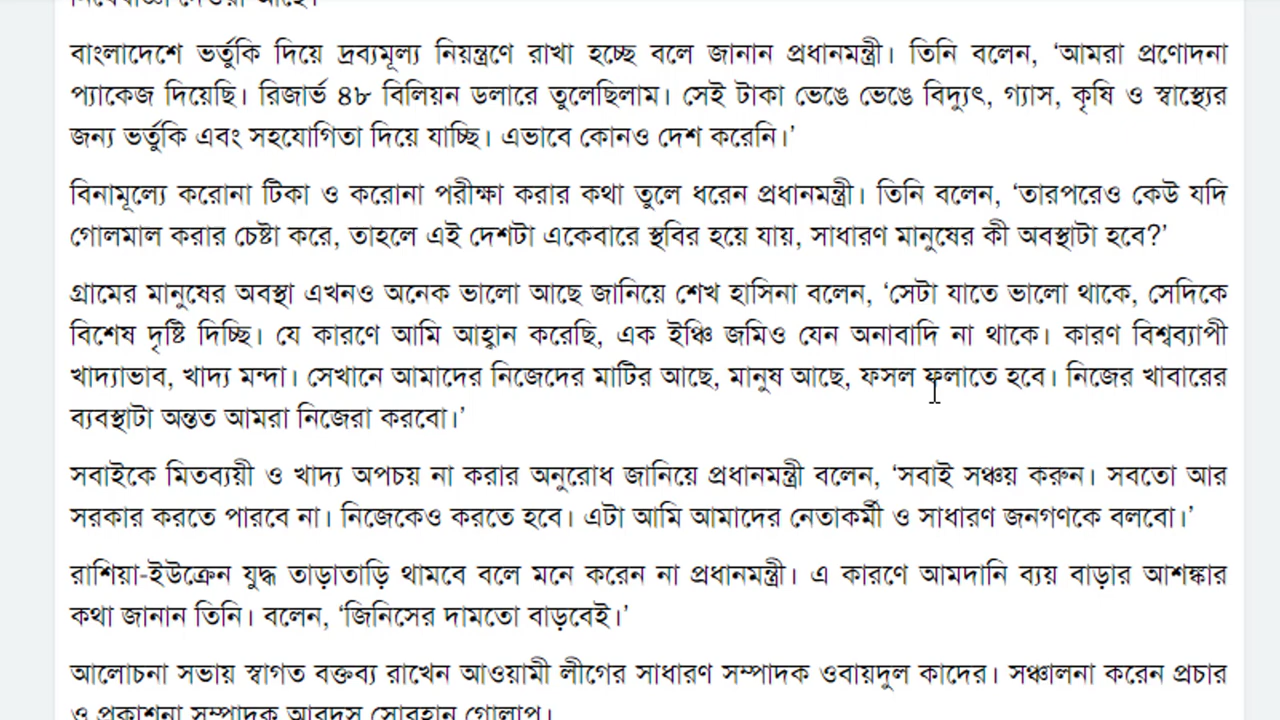 বাংলাদেশে ভর্তুকি দিয়ে দ্রব্যমূল্য নিয়ন্ত্রণে রাখা হচ্ছে বলে জানান প্রধানমন্ত্রী। তিনি বলেন, ‘আমরা প্রণোদনা
প্যাকেজ দিয়েছি। রিজার্ভ ৪৮ বিলিয়ন ডলারে তুলেছিলাম। সেই টাকা ভেঙে ভেঙে বিদ্যুৎ, গ্যাস, কৃষি ও স্বাস্থ্যের
জন্য ভর্তুকি এবং সহযোগিতা দিয়ে যাচ্ছি। এভাবে কোনও দেশ করেনি।’
বিনামূল্যে করোনা টিকা ও করোনা পরীক্ষা করার কথা তুলে ধরেন প্রধানমন্ত্রী। তিনি বলেন, ‘তারপরেও কেউ যদি
গোলমাল করার চেষ্টা করে, তাহলে এই দেশটা একেবারে স্থবির হয়ে যায়, সাধারণ মানুষের কী অবস্থাটা হবে?’
গ্রামের মানুষের অবস্থা এখনও অনেক ভালো আছে জানিয়ে শেখ হাসিনা বলেন, ‘সেটা যাতে ভালো থাকে, সেদিকে
বিশেষ দৃষ্টি দিচ্ছি। যে কারণে আমি আহ্বান করেছি, এক ইঞ্চি জমিও যেন অনাবাদি না থাকে। কারণ বিশ্বব্যাপী
খাদ্যাভাব, খাদ্য মন্দা। সেখানে আমাদের নিজেদের মাটির আছে, মানুষ আছে, ফসল ফলাতে হবে। নিজের খাবারের
ব্যবস্থাটা অন্তত আমরা নিজেরা করবো।’
সবাইকে মিতব্যয়ী ও খাদ্য অপচয় না করার অনুরোধ জানিয়ে প্রধানমন্ত্রী বলেন, ‘সবাই সঞ্চয় করুন। সবতো আর
সরকার করতে পারবে না। নিজেকেও করতে হবে। এটা আমি আমাদের নেতাকর্মী ও সাধারণ জনগণকে বলবো।’
রাশিয়া-ইউক্রেন যুদ্ধ তাড়াতাড়ি থামবে বলে মনে করেন না প্রধানমন্ত্রী। এ কারণে আমদানি ব্যয় বাড়ার আশঙ্কার
কথা জানান তিনি। বলেন, ‘জিনিসের দামতো বাড়বেই।’
আলোচনা সভায় স্বাগত বক্তব্য রাখেন আওয়ামী লীগের সাধারণ সম্পাদক ওবায়দুল কাদের। সঞ্চালনা করেন প্রচার
ও প্রকাশনা সম্পাদক আবদুস সোবহান গোলাপ।